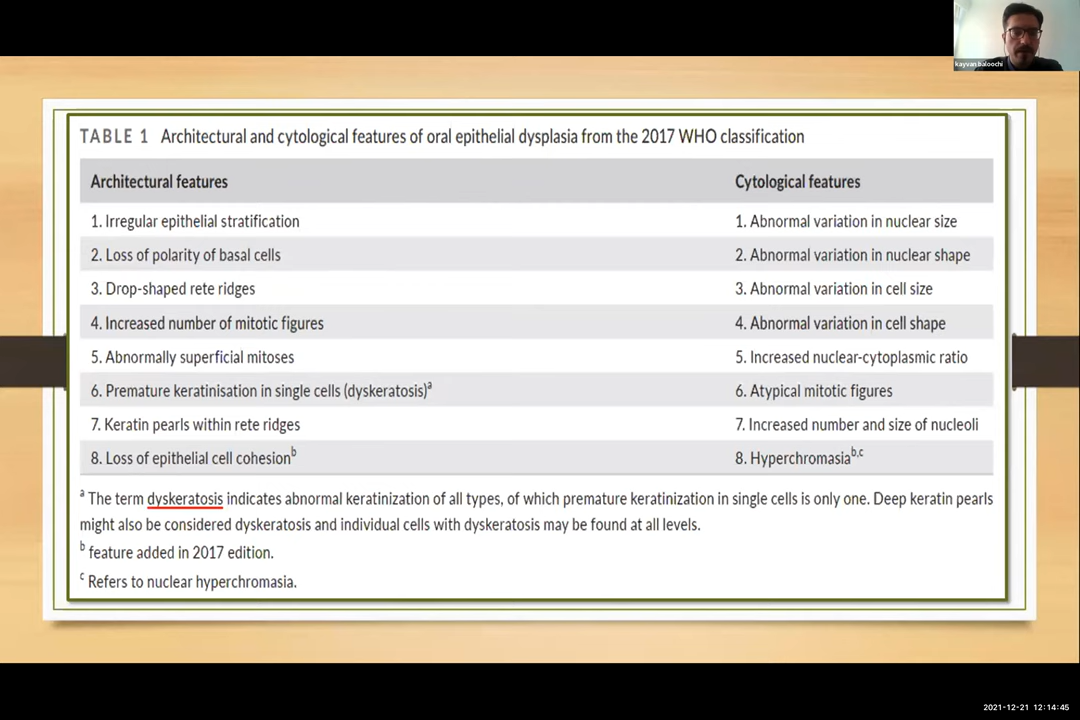 kayvan baloochi
TABLE 1 Architectural and cytological features of oral epithelial dysplasia from the 2017 WHO classification
Architectural features Cytological features
1. Irregular epithelial stratification 1. Abnormal variation in nuclear size
2. Loss of polarity of basal cells 2. Abnormal variation in nuclear shape
3. Drop-shaped rete ridges 3. Abnormal variation in cell size
4. Increased number of mitotic figures 4. Abnormal variation in cell shape
5. Abnormally superficial mitoses 5. Increased nuclear-cytoplasmic ratio
6. Premature keratinisation in single cells (dyskeratosis)a 6. Atypical mitotic figures
7. Keratin pearls within rete ridges 7. Increased number and size of nucleoli
8. Loss of epithelial cell cohesionb 8. Hyperchromasiab,c
a The term dyskeratosis indicates abnormal keratinization of all types, of which premature keratinization in single cells is only one. Deep keratin pearls
might also be considered dyskeratosis and individual cells with dyskeratosis may be found at all levels.
b feature added in 2017 edition.
c Refers to nuclear hyperchromasia.
2021-12-21 12:14:45